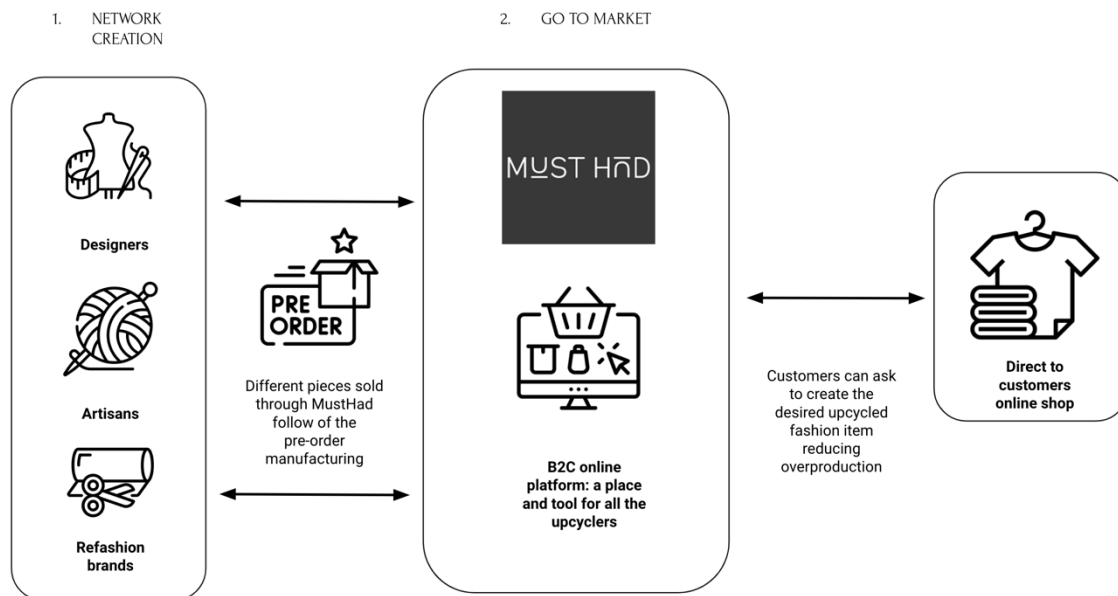 1. NETWORK
CREATION
2. GO TO MARKET
Designers
Artisans
Refashion
brands
PRE
ORDER
Different pieces sold
through MustHad
follow of the
pre-order
manufacturing
MUST HAD
B2C online
platform: a place
and tool for all the
upcyclers
Customers can ask
to create the
desired upcycled
fashion item
reducing
overproduction
Direct to
customers
online shop